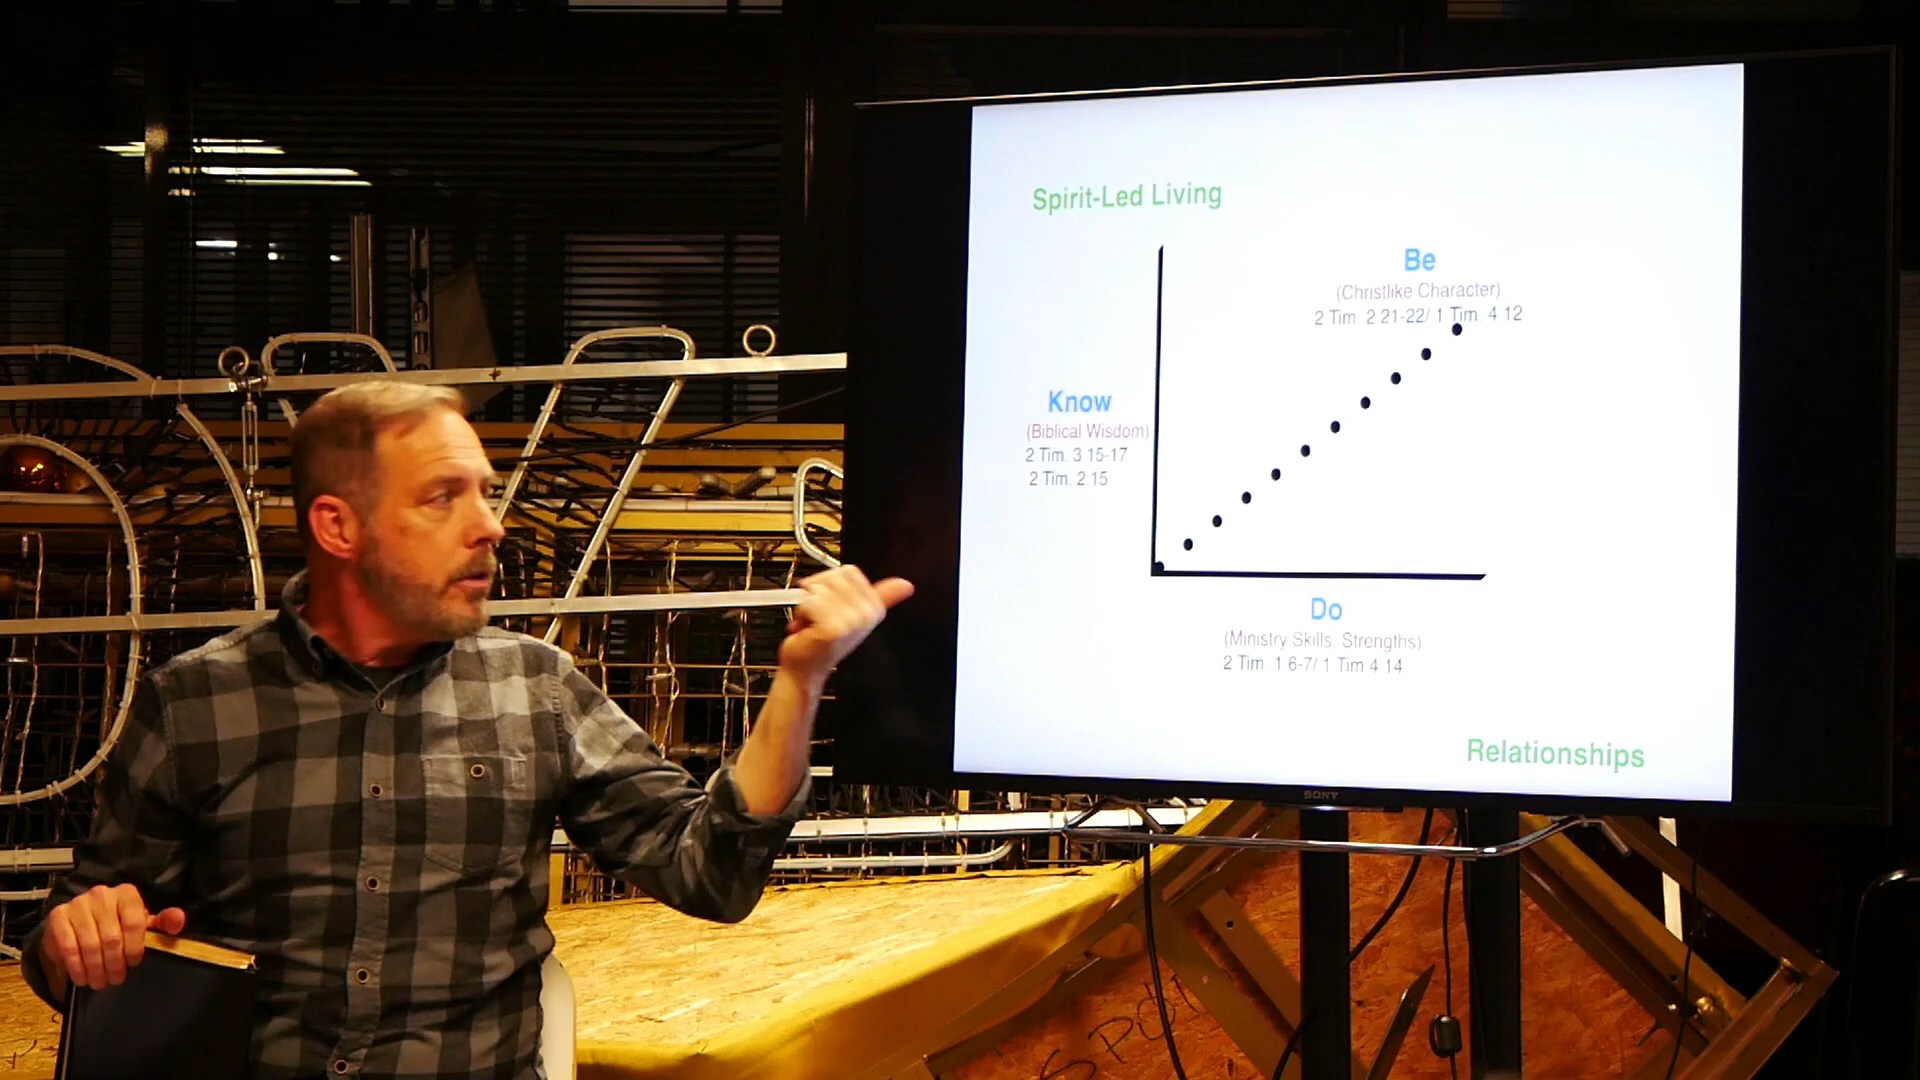 Spirit-Led Living
Be
(Christlike Character)
2 Tim. 2 21-22/ 1 Tim. 4 12
Know
(Biblical Wisdom)
2 Tim. 3 15-17
2 Tim. 2 15
Do
(Ministry Skills, Strengths)
2 Tim. 1 6-7/ 1 Tim 4 14
Relationships
SONY